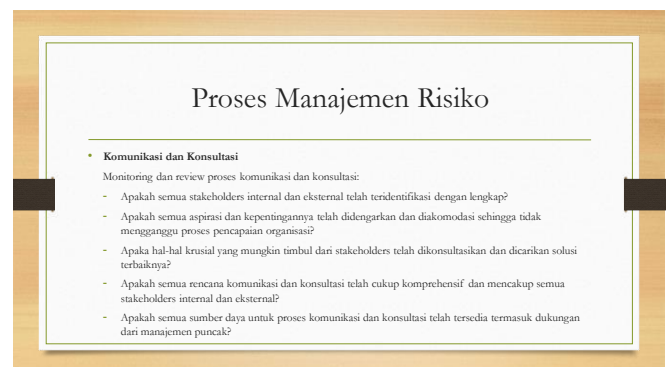 Proses Manajemen Risiko
• Komunikasi dan Konsultasi
Monitoring dan review proses komunikasi dan konsultasi:
- Apakah semua stakeholders internal dan eksternal telah teridentifikasi dengan lengkap?
- Apakah semua aspirasi dan kepentingannya telah didengarkan dan diakomodasi sehingga tidak
mengganggu proses pencapaian organisasi?
- Apaka hal-hal krusial yang mungkin timbul dari stakeholders telah dikonsultasikan dan dicarikan solusi
terbaiknya?
- Apakah semua rencana komunikasi dan konsultasi telah cukup komprehensif dan mencakup semua
stakeholders internal dan eksternal?
- Apakah semua sumber daya untuk proses komunikasi dan konsultasi telah tersedia termasuk dukungan
dari manajemen puncak?